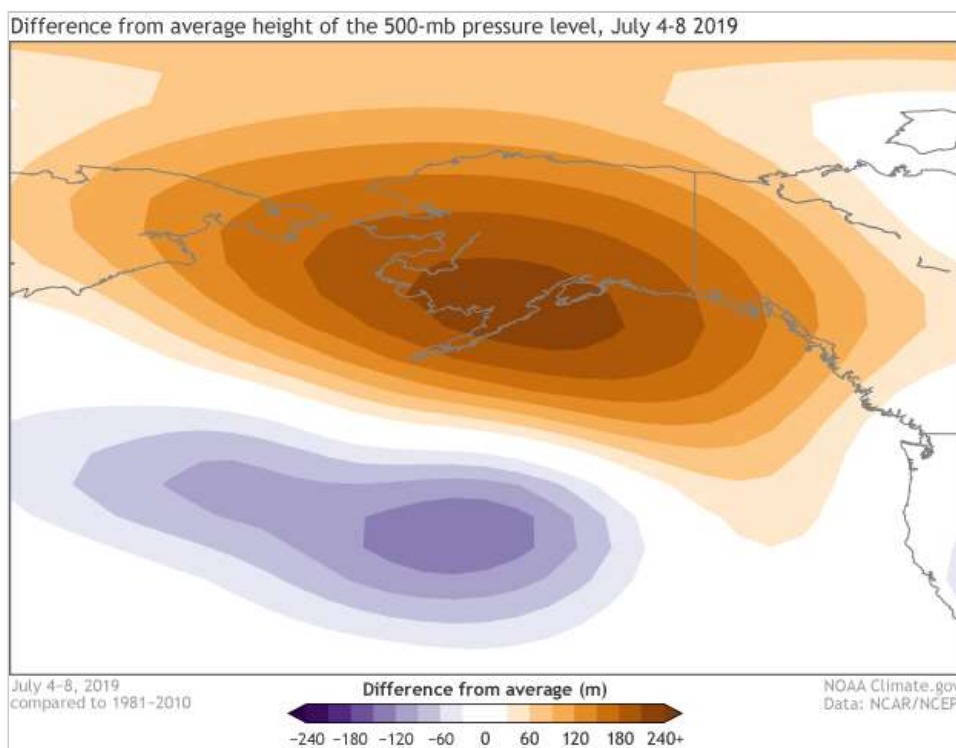 Difference from average height of the 500-mb pressure level, July 4-8 2019
July 4–8, 2019
compared to 1981–2010
Difference from average (m)
−240 −180 −120 −60 0 60 120 180 240+
NOAA Climate.gov
Data: NCAR/NCEP